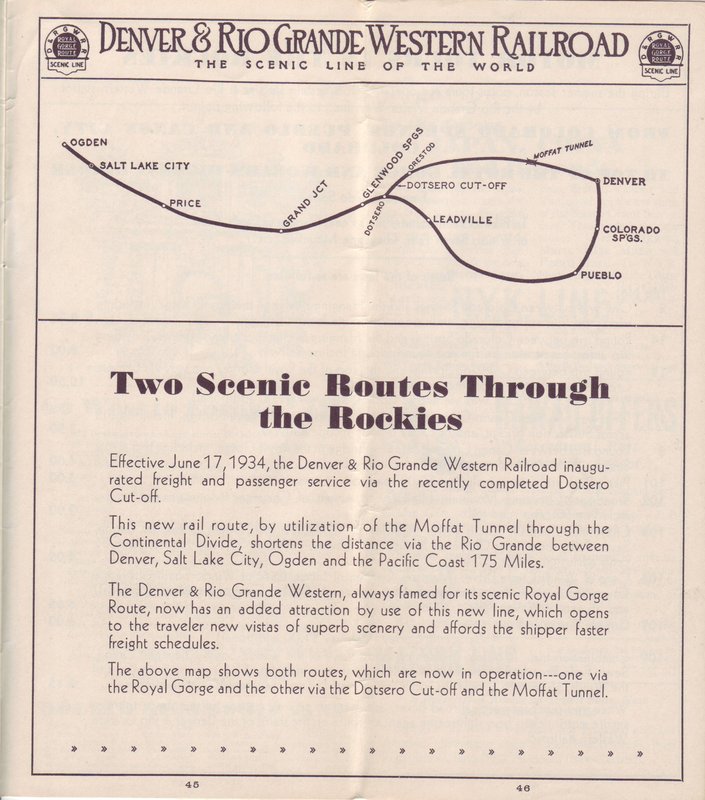 D & R G W R R
ROYAL
GORGE
ROUTE
SCENIC LINE
DENVER & RIO GRANDE WESTERN RAILROAD
THE SCENIC LINE OF THE WORLD
D & R G W R R
ROYAL
GORGE
ROUTE
SCENIC LINE
OGDEN
SALT LAKE CITY
PRICE
GRAND JCT
GLENWOOD SPGS
DOTSERO
ORESTOD
DOTSERO CUT-OFF
MOFFAT TUNNEL
DENVER
LEADVILLE
COLORADO
SP'GS.
PUEBLO
Two Scenic Routes Through
the Rockies
Effective June 17, 1934, the Denver & Rio Grande Western Railroad inaugu-
rated freight and passenger service via the recently completed Dotsero
Cut-off.
This new rail route, by utilization of the Moffat Tunnel through the
Continental Divide, shortens the distance via the Rio Grande between
Denver, Salt Lake City, Ogden and the Pacific Coast 175 Miles.
The Denver & Rio Grande Western, always famed for its scenic Royal Gorge
Route, now has an added attraction by use of this new line, which opens
to the traveler new vistas of superb scenery and affords the shipper faster
freight schedules.
The above map shows both routes, which are now in operation---one via
the Royal Gorge and the other via the Dotsero Cut-off and the Moffat Tunnel.
45
46